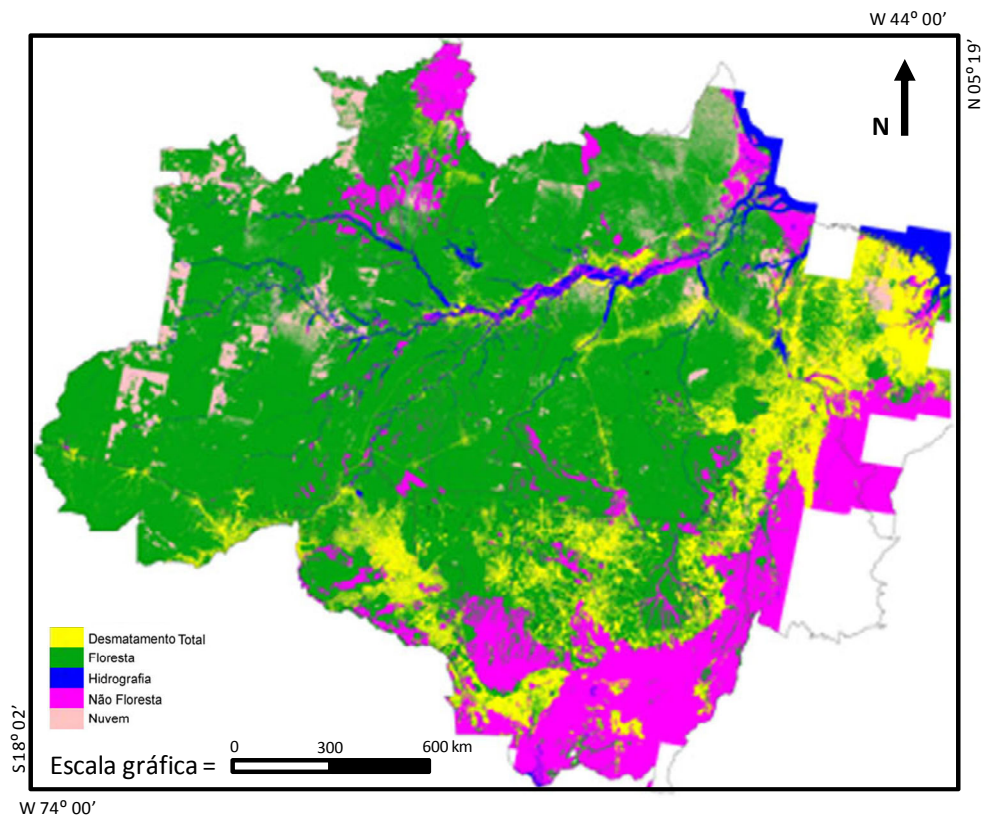 W 44º 00'
N 05º 19'
N
Desmatamento Total
Floresta
Hidrografia
Não Floresta
Nuvem
S18º 02'
0 300 600 km
Escala gráfica =
W 74º 00'